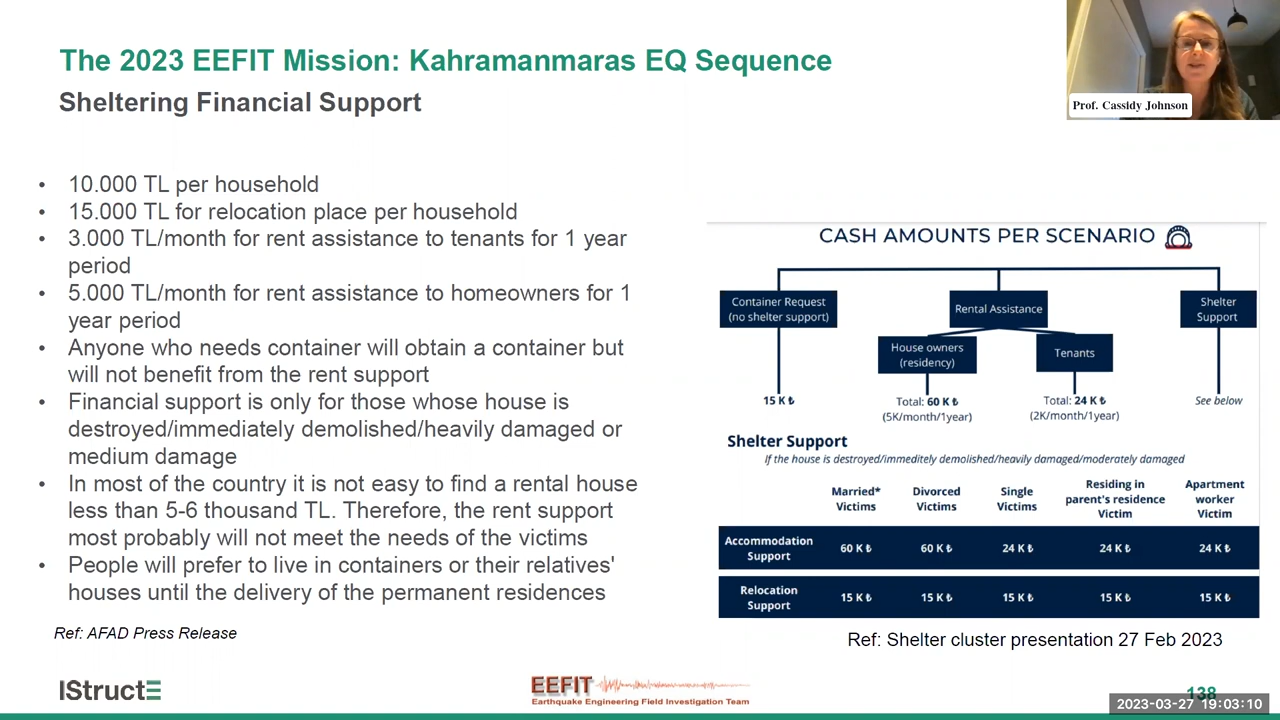 The 2023 EEFIT Mission: Kahramanmaras EQ Sequence
Sheltering Financial Support
Prof. Cassidy Johnson
• 10.000 TL per household
• 15.000 TL for relocation place per household
• 3.000 TL/month for rent assistance to tenants for 1 year
period
• 5.000 TL/month for rent assistance to homeowners for 1
year period
• Anyone who needs container will obtain a container but
will not benefit from the rent support
• Financial support is only for those whose house is
destroyed/immediately demolished/heavily damaged or
medium damage
• In most of the country it is not easy to find a rental house
less than 5-6 thousand TL. Therefore, the rent support
most probably will not meet the needs of the victims
• People will prefer to live in containers or their relatives'
houses until the delivery of the permanent residences
Ref: AFAD Press Release
CASH AMOUNTS PER SCENARIO
Container Request
(no shelter support)
Rental Assistance
Shelter
Support
House owners
(residency)
Tenants
15 K ₺
Total: 60 K ₺
(5K/month/1year)
Total: 24 K ₺
(2K/month/1year)
See below
Shelter Support
If the house is destroyed/immeditely demolished/heavily damaged/moderately damaged
Married*
Victims
Divorced
Victims
Single
Victims
Residing in
parent's residence
Victim
Apartment
worker
Victim
Accommodation
Support
60 K ₺ 60 K ₺ 24 K ₺ 24 K ₺ 24 K ₺
Relocation
Support
15 K ₺ 15 K ₺ 15 K ₺ 15 K ₺ 15 K ₺
Ref: Shelter cluster presentation 27 Feb 2023
IStructE
EEFIT
Earthquake Engineering Field Investigation Team
138
2023-03-27 19:03:10